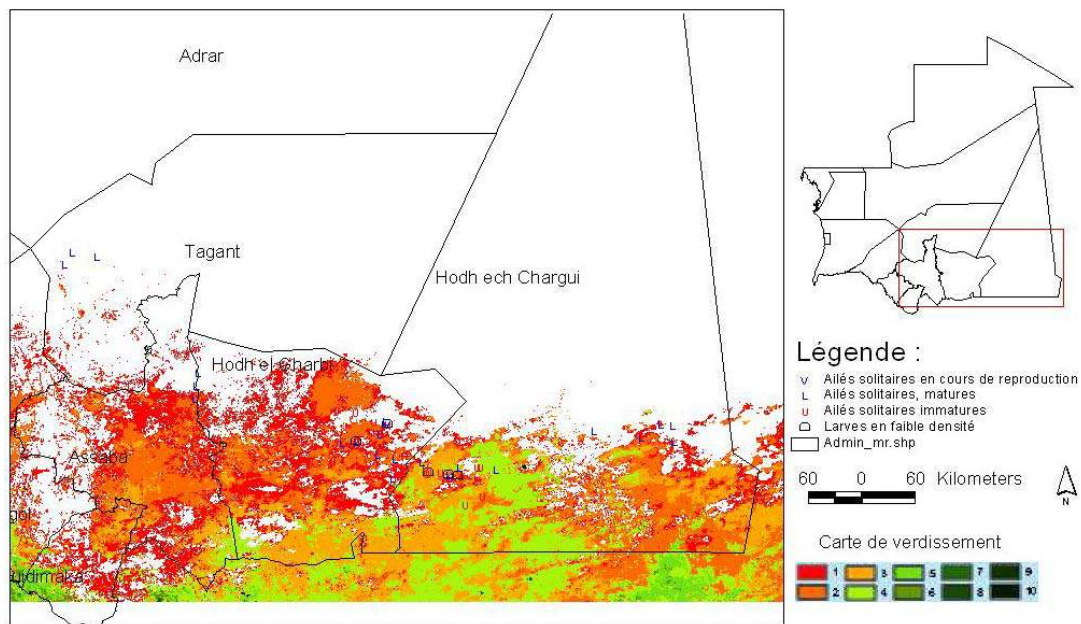 Adrar
Tagant
Hodh ech Chargui
Hodh el Gharbi
Assaba
gol
uidimaka
Légende :
V Ailés solitaires en cours de reproduction
L Ailés solitaires, matures
U Ailés solitaires immatures
Larves en faible densité
Admin_mr.shp
60 0 60 Kilometers
N
Carte de verdissement
1 3 5 7 9
2 4 6 8 10